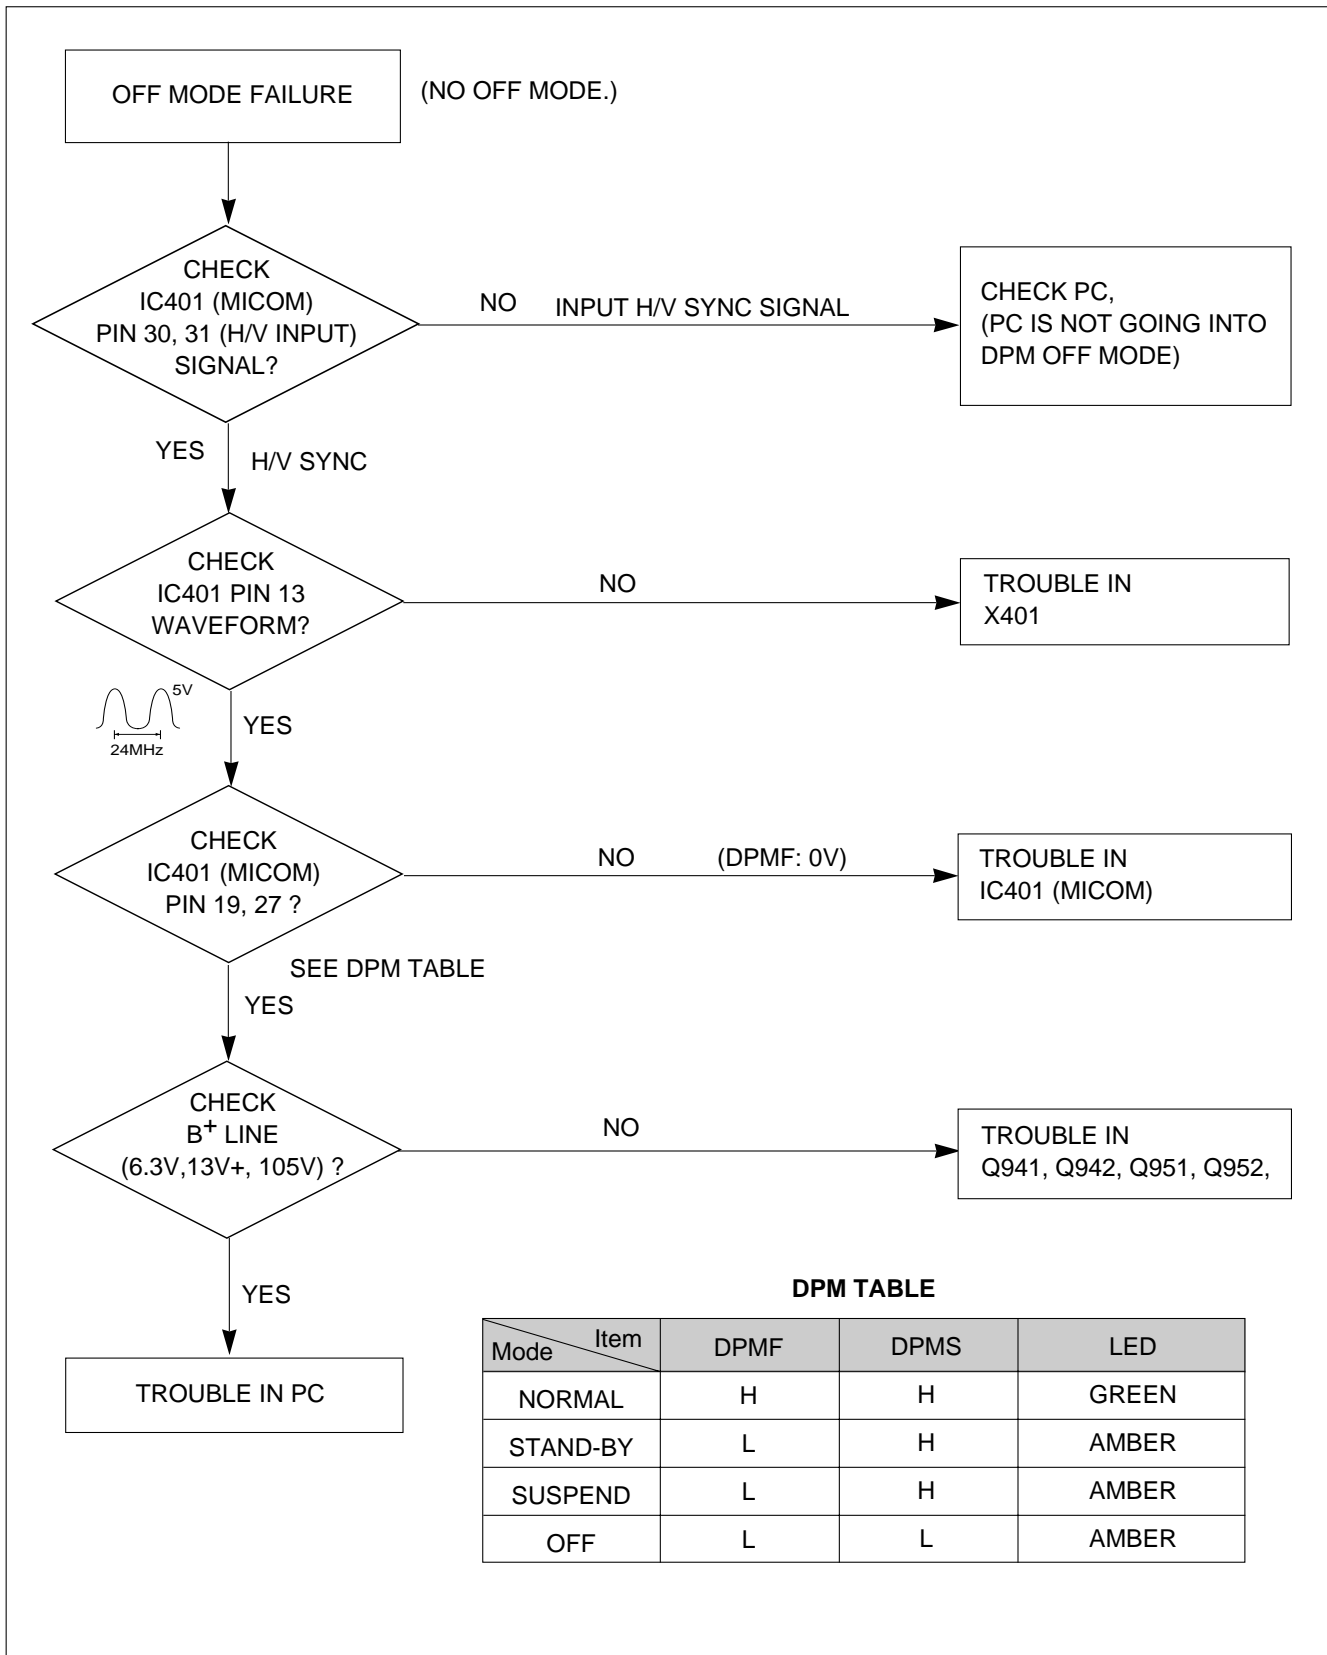 OFF MODE FAILURE
(NO OFF MODE.)
CHECK
IC401 (MICOM)
PIN 30, 31 (H/V INPUT)
SIGNAL?
NO
INPUT H/V SYNC SIGNAL
CHECK PC,
(PC IS NOT GOING INTO
DPM OFF MODE)
YES
H/V SYNC
CHECK
IC401 PIN 13
WAVEFORM?
NO
TROUBLE IN
X401
5V
24MHz
YES
CHECK
IC401 (MICOM)
PIN 19, 27 ?
NO
(DPMF: 0V)
TROUBLE IN
IC401 (MICOM)
SEE DPM TABLE
YES
CHECK
B+ LINE
(6.3V,13V+, 105V) ?
NO
TROUBLE IN
Q941, Q942, Q951, Q952,
YES
TROUBLE IN PC
DPM TABLE
Mode Item DPMF DPMS LED
NORMAL H H GREEN
STAND-BY L H AMBER
SUSPEND L H AMBER
OFF L L AMBER